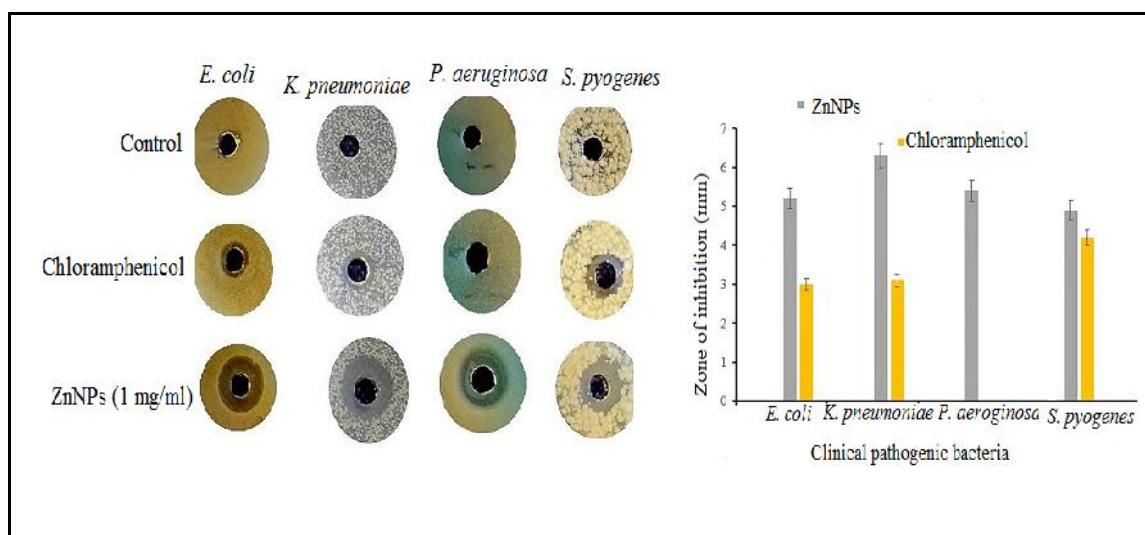 E. coli
K. pneumoniae
P. aeruginosa
S. pyogenes
Control
Chloramphenicol
ZnNPs (1 mg/ml)
ZnNPs
Chloramphenicol
Zone of inhibition (mm)
7
6
5
4
3
2
1
0
E. coli
K. pneumoniae
P. aeroginosa
S. pyogenes
Clinical pathogenic bacteria